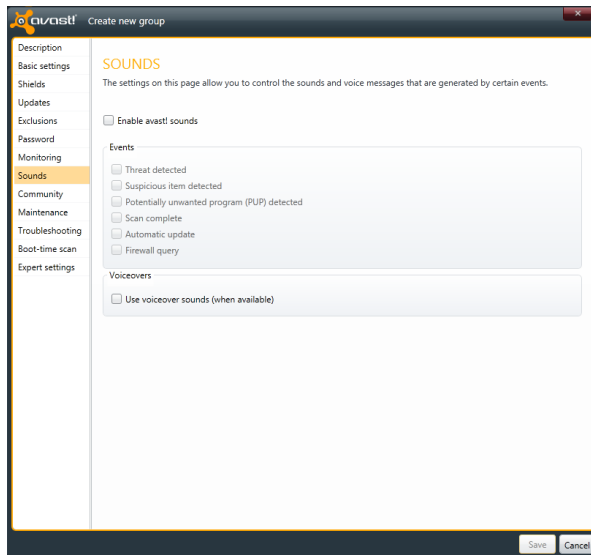 avast! Create new group
Description
Basic settings
Shields
Updates
Exclusions
Password
Monitoring
Sounds
Community
Maintenance
Troubleshooting
Boot-time scan
Expert settings
SOUNDS
The settings on this page allow you to control the sounds and voice messages that are generated by certain events.
Enable avast! sounds
Events
Threat detected
Suspicious item detected
Potentially unwanted program (PUP) detected
Scan complete
Automatic update
Firewall query
Voiceovers
Use voiceover sounds (when available)
Save Cancel